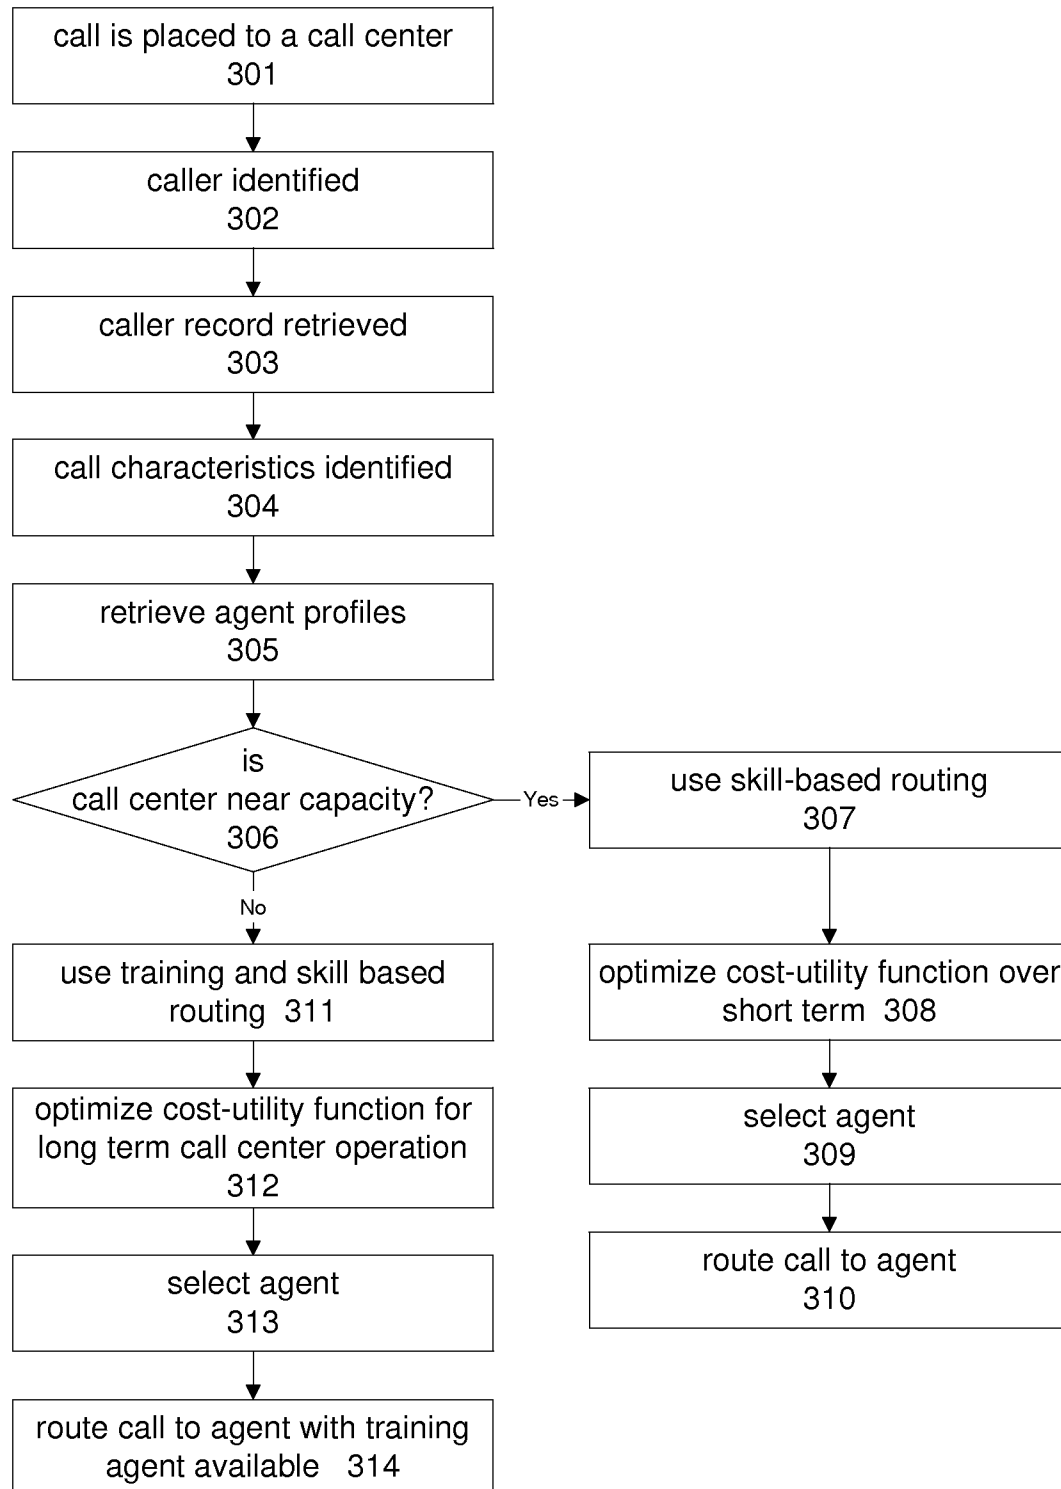 call is placed to a call center
301
caller identified
302
caller record retrieved
303
call characteristics identified
304
retrieve agent profiles
305
is
call center near capacity?
306
Yes
use skill-based routing
307
optimize cost-utility function over
short term 308
select agent
309
route call to agent
310
No
use training and skill based
routing 311
optimize cost-utility function for
long term call center operation
312
select agent
313
route call to agent with training
agent available 314